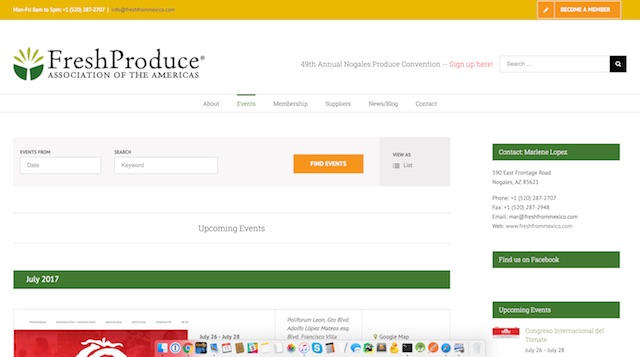 Mon-Fri 8am to 5pm: +1 (520) 287-2707 | info@freshfrommexico.com
BECOME A MEMBER
FreshProduce®
ASSOCIATION OF THE AMERICAS
49th Annual Nogales Produce Convention -- Sign up here!
Search ...
About Events Membership Suppliers News/Blog Contact
EVENTS FROM
Date
SEARCH
Keyword
FIND EVENTS
VIEW AS
List
Upcoming Events
July 2017
July 26 - July 28
Poliforum Leon, Gto Blvd.
Adolfo López Mateos esq.
Blvd. Francisco Villa
Google Map
Contact: Marlene Lopez
590 East Frontage Road
Nogales, AZ 85621
Phone: +1 (520) 287-2707
Fax: +1 (520) 287-2948
Email: mar@freshfrommexico.com
Web: www.freshfrommexico.com
Find us on Facebook
Upcoming Events
Congreso Internacional del
Tomate
July 26 - July 28